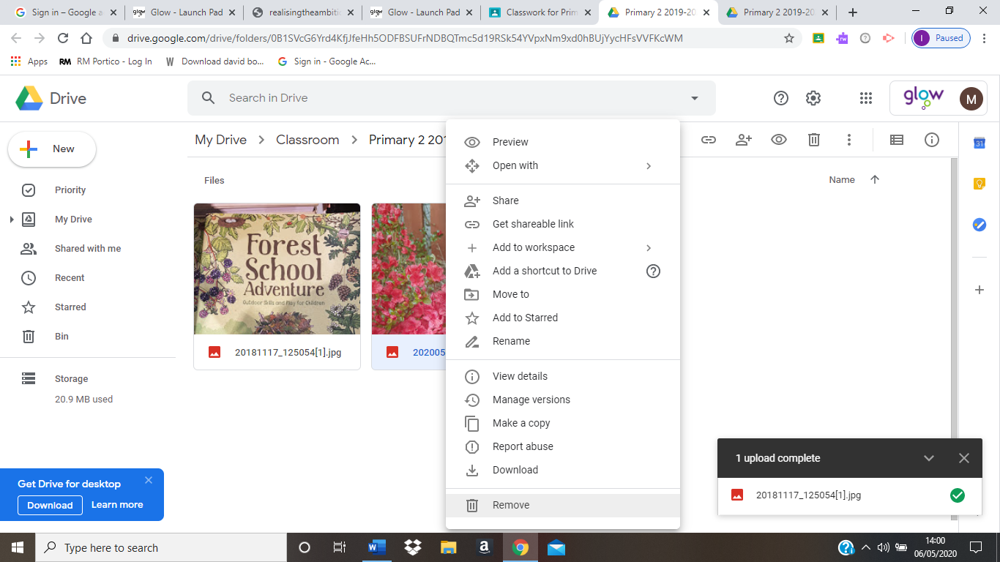 Sign in – Google a
Glow - Launch Pad
realisingtheambitio
Glow - Launch Pad
Classwork for Prim
Primary 2 2019-20
Primary 2 2019-20
drive.google.com/drive/folders/0B1SVcG6Yrd4KfjJfeHh5ODFBSUFrNDBQTmc5d19RSk54YVpxNm9xd0hBUjYycHFsVVFKcWM
I
Paused
Apps
RM Portico - Log In
Download david bo...
Sign in - Google Ac...
Drive
Search in Drive
glow
M
New
My Drive > Classroom > Primary 2 201
Priority
My Drive
Shared with me
Recent
Starred
Bin
Storage
20.9 MB used
Files
Name
Forest
School
Adventure
Outdoor Skills and Play for Children
20181117_125054[1].jpg
202005
Preview
Open with
Share
Get shareable link
Add to workspace
Add a shortcut to Drive
Move to
Add to Starred
Rename
View details
Manage versions
Make a copy
Report abuse
Download
Remove
31
1 upload complete
20181117_125054[1].jpg
Get Drive for desktop
Download
Learn more
Type here to search
14:00
06/05/2020